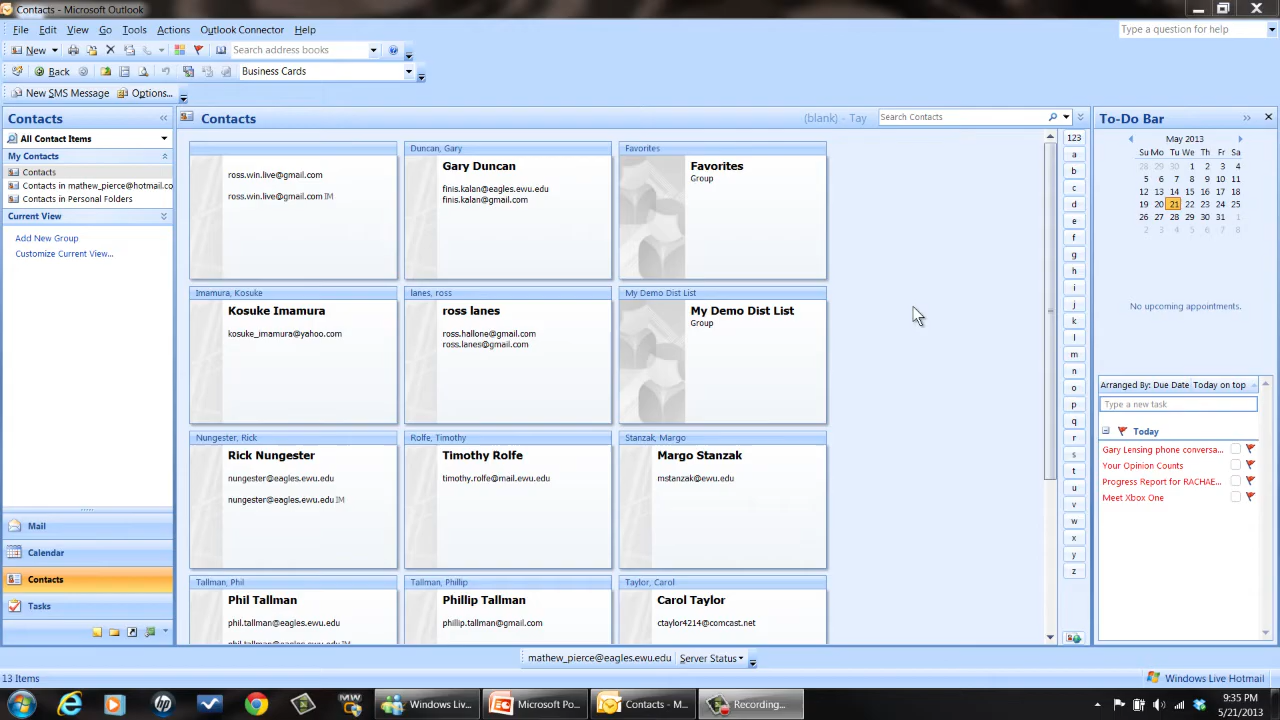 Contacts - Microsoft Outlook
File Edit View Go Tools Actions Outlook Connector Help
Type a question for help
New Search address books
Back Business Cards
New SMS Message Options...
Contacts
All Contact Items
My Contacts
Contacts
Contacts in mathew_pierce@hotmail.co
Contacts in Personal Folders
Current View
Add New Group
Customize Current View...
Mail
Calendar
Contacts
Tasks
Contacts (blank) - Tay Search Contacts
ross.win.live@gmail.com
ross.win.live@gmail.com IM
Duncan, Gary
Gary Duncan
finis.kalan@eagles.ewu.edu
finis.kalan@gmail.com
Favorites
Favorites
Group
Imamura, Kosuke
Kosuke Imamura
kosuke_imamura@yahoo.com
lanes, ross
ross lanes
ross.hallone@gmail.com
ross.lanes@gmail.com
My Demo Dist List
My Demo Dist List
Group
Nungester, Rick
Rick Nungester
nungester@eagles.ewu.edu
nungester@eagles.ewu.edu IM
Rolfe, Timothy
Timothy Rolfe
timothy.rolfe@mail.ewu.edu
Stanzak, Margo
Margo Stanzak
mstanzak@ewu.edu
Tallman, Phil
Phil Tallman
phil.tallman@eagles.ewu.edu
phil.tallman@eagles.ewu.edu IM
Tallman, Phillip
Phillip Tallman
phillip.tallman@gmail.com
Taylor, Carol
Carol Taylor
ctaylor4214@comcast.net
123
a
b
c
d
e
f
g
h
i
j
k
l
m
n
o
p
q
r
s
t
u
v
w
x
y
z
To-Do Bar
May 2013
Su Mo Tu We Th Fr Sa
28 29 30 1 2 3 4
5 6 7 8 9 10 11
12 13 14 15 16 17 18
19 20 21 22 23 24 25
26 27 28 29 30 31 1
2 3 4 5 6 7 8
No upcoming appointments.
Arranged By: Due Date Today on top
Type a new task
Today
Gary Lensing phone conversa...
Your Opinion Counts
Progress Report for RACHAE...
Meet Xbox One
mathew_pierce@eagles.ewu.edu Server Status
13 Items
Windows Live Hotmail
Windows Liv... Microsoft Po... Contacts - M... Recording...
9:35 PM
5/21/2013